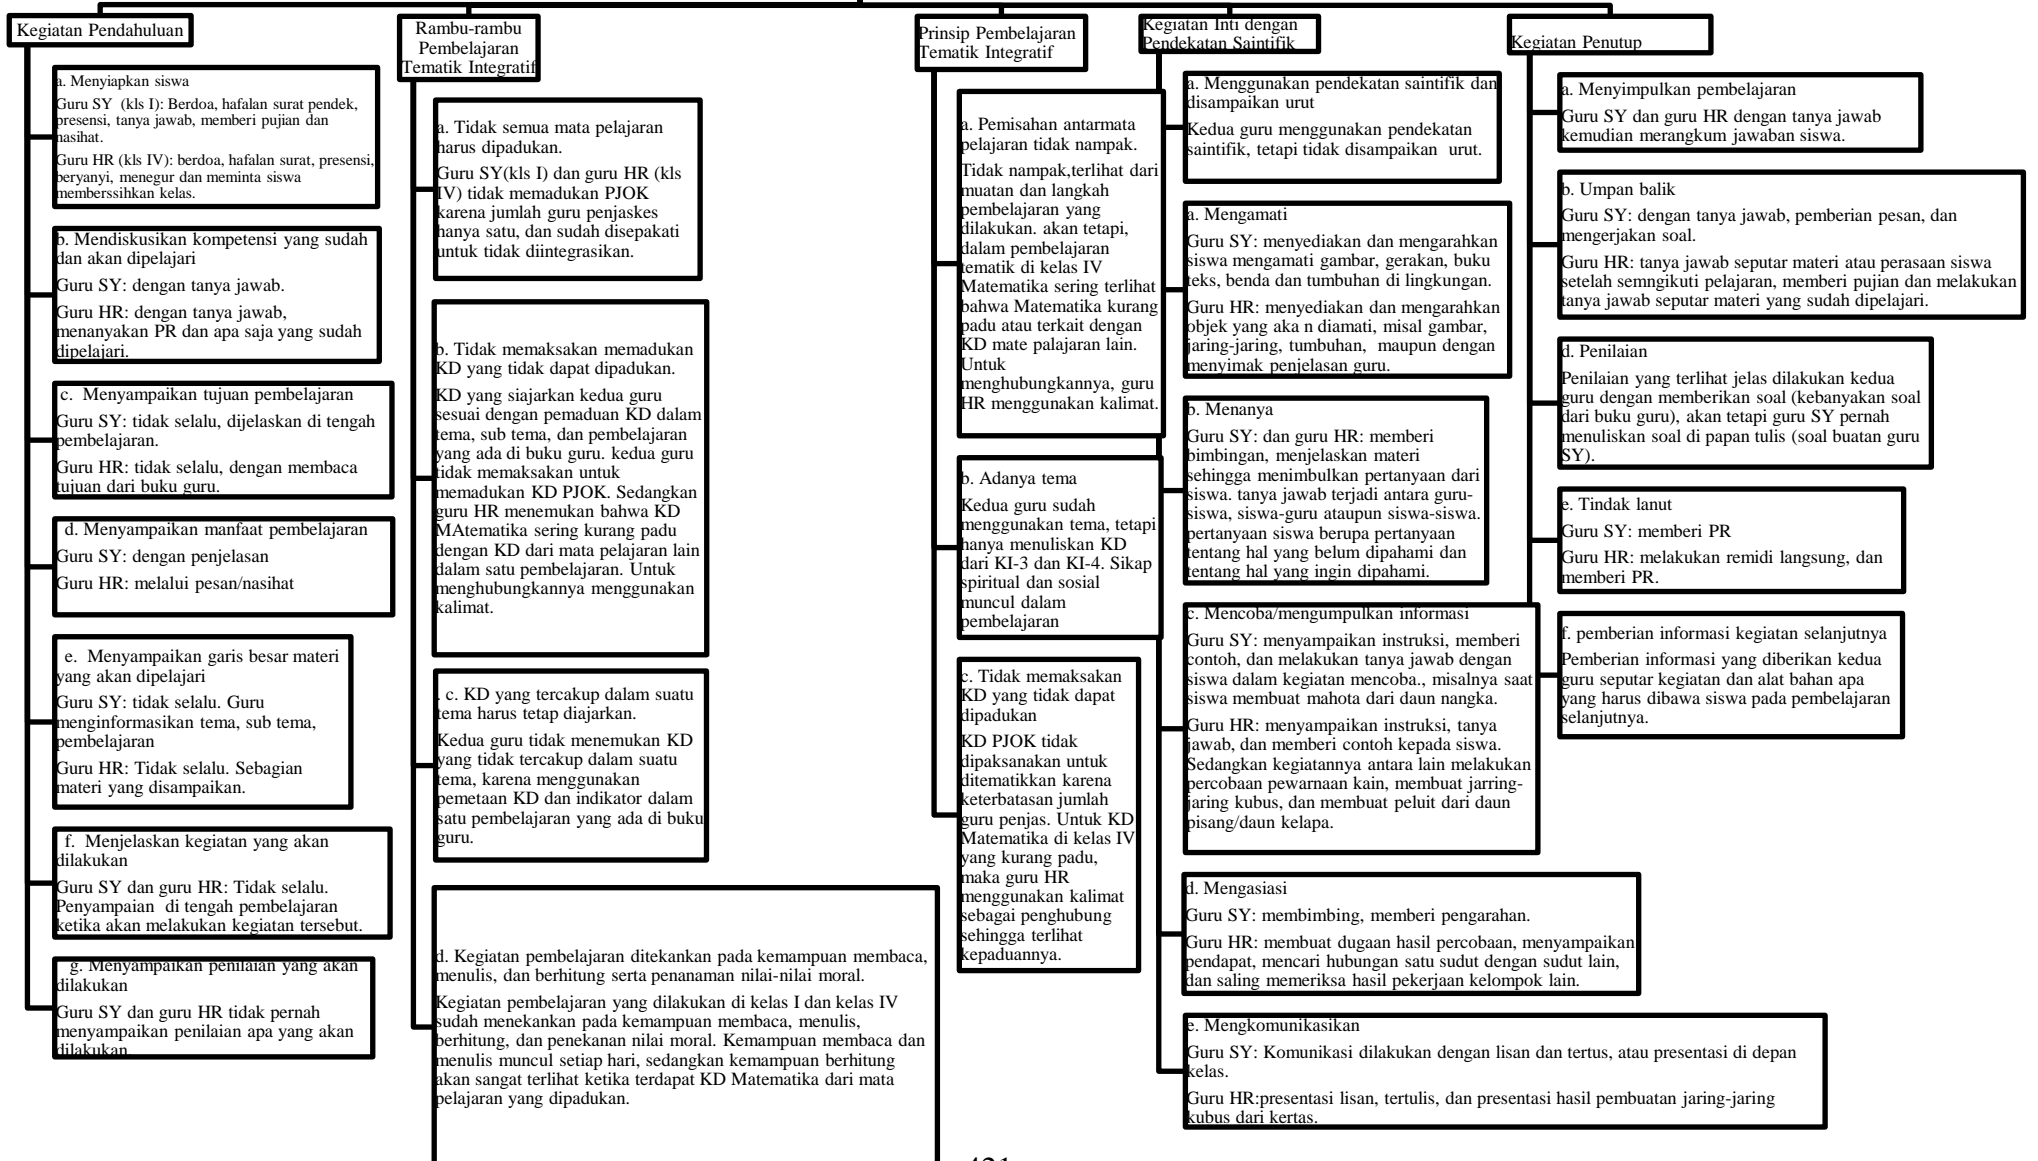 Kegiatan Pendahuluan
a. Menyiapkan siswa
Guru SY (kls I): Berdoa, hafalan surat pendek,
presensi, tanya jawab, memberi pujian dan
nasihat.
Guru HR (kls IV): berdoa, hafalan surat, presensi,
beryanyi, menegur dan meminta siswa
memberssihkan kelas.
b. Mendiskusikan kompetensi yang sudah
dan akan dipelajari
Guru SY: dengan tanya jawab.
Guru HR: dengan tanya jawab,
menanyakan PR dan apa saja yang sudah
dipelajari.
c. Menyampaikan tujuan pembelajaran
Guru SY: tidak selalu, dijelaskan di tengah
pembelajaran.
Guru HR: tidak selalu, dengan membaca
tujuan dari buku guru.
d. Menyampaikan manfaat pembelajaran
Guru SY: dengan penjelasan
Guru HR: melalui pesan/nasihat
e. Menyampaikan garis besar materi
yang akan dipelajari
Guru SY: tidak selalu. Guru
menginformasikan tema, sub tema,
pembelajaran
Guru HR: Tidak selalu. Sebagian
materi yang disampaikan.
f. Menjelaskan kegiatan yang akan
dilakukan
Guru SY dan guru HR: Tidak selalu.
Penyampaian di tengah pembelajaran
ketika akan melakukan kegiatan tersebut.
g. Menyampaikan penilaian yang akan
dilakukan
Guru SY dan guru HR tidak pernah
menyampaikan penilaian apa yang akan
dilakukan
Rambu-rambu
Pembelajaran
Tematik Integratif
a. Tidak semua mata pelajaran
harus dipadukan.
Guru SY(kls I) dan guru HR (kls
IV) tidak memadukan PJOK
karena jumlah guru penjaskes
hanya satu, dan sudah disepakati
untuk tidak diintegrasikan.
b. Tidak memaksakan memadukan
KD yang tidak dapat dipadukan.
KD yang siajarkan kedua guru
sesuai dengan pemaduan KD dalam
tema, sub tema, dan pembelajaran
yang ada di buku guru. kedua guru
tidak memaksakan untuk
memadukan KD PJOK. Sedangkan
guru HR menemukan bahwa KD
MAtematika sering kurang padu
dengan KD dari mata pelajaran lain
dalam satu pembelajaran. Untuk
menghubungkannya menggunakan
kalimat.
. c. KD yang tercakup dalam suatu
tema harus tetap diajarkan.
Kedua guru tidak menemukan KD
yang tidak tercakup dalam suatu
tema, karena menggunakan
pemetaan KD dan indikator dalam
satu pembelajaran yang ada di buku
guru.
d. Kegiatan pembelajaran ditekankan pada kemampuan membaca,
menulis, dan berhitung serta penanaman nilai-nilai moral.
Kegiatan pembelajaran yang dilakukan di kelas I dan kelas IV
sudah menekankan pada kemampuan membaca, menulis,
berhitung, dan penekanan nilai moral. Kemampuan membaca dan
menulis muncul setiap hari, sedangkan kemampuan berhitung
akan sangat terlihat ketika terdapat KD Matematika dari mata
pelajaran yang dipadukan.
Prinsip Pembelajaran
Tematik Integratif
a. Pemisahan antarmata
pelajaran tidak nampak.
Tidak nampak,terlihat dari
muatan dan langkah
pembelajaran yang
dilakukan. akan tetapi,
dalam pembelajaran
tematik di kelas IV
Matematika sering terlihat
bahwa Matematika kurang
padu atau terkait dengan
KD mate palajaran lain.
Untuk
menghubungkannya, guru
HR menggunakan kalimat.
b. Adanya tema
Kedua guru sudah
menggunakan tema, tetapi
hanya menuliskan KD
dari KI-3 dan KI-4. Sikap
spiritual dan sosial
muncul dalam
pembelajaran
c. Tidak memaksakan
KD yang tidak dapat
dipadukan
KD PJOK tidak
dipaksanakan untuk
ditematikkan karena
keterbatasan jumlah
guru penjas. Untuk KD
Matematika di kelas IV
yang kurang padu,
maka guru HR
menggunakan kalimat
sebagai penghubung
sehingga terlihat
kepaduannya.
Kegiatan Inti dengan
Pendekatan Saintifik
a. Menggunakan pendekatan saintifik dan
disampaikan urut
Kedua guru menggunakan pendekatan
saintifik, tetapi tidak disampaikan urut.
a. Mengamati
Guru SY: menyediakan dan mengarahkan
siswa mengamati gambar, gerakan, buku
teks, benda dan tumbuhan di lingkungan.
Guru HR: menyediakan dan mengarahkan
objek yang aka n diamati, misal gambar,
jaring-jaring, tumbuhan, maupun dengan
menyimak penjelasan guru.
b. Menanya
Guru SY: dan guru HR: memberi
bimbingan, menjelaskan materi
sehingga menimbulkan pertanyaan dari
siswa. tanya jawab terjadi antara guru-
siswa, siswa-guru ataupun siswa-siswa.
pertanyaan siswa berupa pertanyaan
tentang hal yang belum dipahami dan
tentang hal yang ingin dipahami.
c. Mencoba/mengumpulkan informasi
Guru SY: menyampaikan instruksi, memberi
contoh, dan melakukan tanya jawab dengan
siswa dalam kegiatan mencoba., misalnya saat
siswa membuat mahota dari daun nangka.
Guru HR: menyampaikan instruksi, tanya
jawab, dan memberi contoh kepada siswa.
Sedangkan kegiatannya antara lain melakukan
percobaan pewarnaan kain, membuat jarring-
jaring kubus, dan membuat peluit dari daun
pisang/daun kelapa.
d. Mengasiasi
Guru SY: membimbing, memberi pengarahan.
Guru HR: membuat dugaan hasil percobaan, menyampaikan
pendapat, mencari hubungan satu sudut dengan sudut lain,
dan saling memeriksa hasil pekerjaan kelompok lain.
e. Mengkomunikasikan
Guru SY: Komunikasi dilakukan dengan lisan dan tertus, atau presentasi di depan
kelas.
Guru HR:presentasi lisan, tertulis, dan presentasi hasil pembuatan jaring-jaring
kubus dari kertas.
Kegiatan Penutup
a. Menyimpulkan pembelajaran
Guru SY dan guru HR dengan tanya jawab
kemudian merangkum jawaban siswa.
b. Umpan balik
Guru SY: dengan tanya jawab, pemberian pesan, dan
mengerjakan soal.
Guru HR: tanya jawab seputar materi atau perasaan siswa
setelah semngikuti pelajaran, memberi pujian dan melakukan
tanya jawab seputar materi yang sudah dipelajari.
d. Penilaian
Penilaian yang terlihat jelas dilakukan kedua
guru dengan memberikan soal (kebanyakan soal
dari buku guru), akan tetapi guru SY pernah
menuliskan soal di papan tulis (soal buatan guru
SY).
e. Tindak lanut
Guru SY: memberi PR
Guru HR: melakukan remidi langsung, dan
memberi PR.
f. pemberian informasi kegiatan selanjutnya
Pemberian informasi yang diberikan kedua
guru seputar kegiatan dan alat bahan apa
yang harus dibawa siswa pada pembelajaran
selanjutnya.